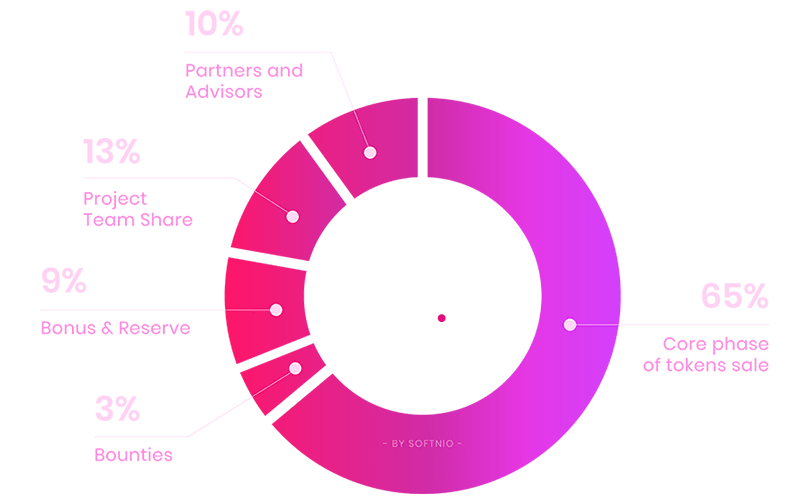 10%
Partners and
Advisors
13%
Project
Team Share
9%
Bonus & Reserve
3%
Bounties
65%
Core phase
of tokens sale
- BY SOFTNIO -